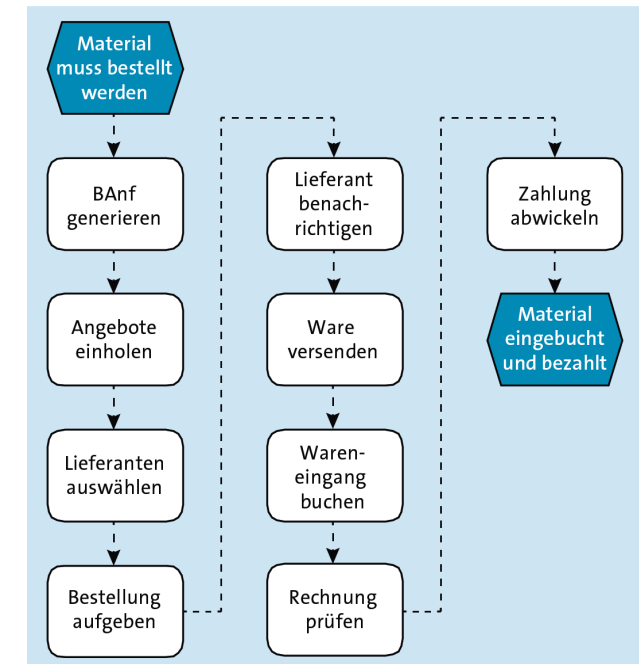 Material
muss bestellt
werden
BAnf
generieren
Angebote
einholen
Lieferanten
auswählen
Bestellung
aufgeben
Lieferant
benach-
richtigen
Ware
versenden
Waren-
eingang
buchen
Rechnung
prüfen
Zahlung
abwickeln
Material
eingebucht
und bezahlt